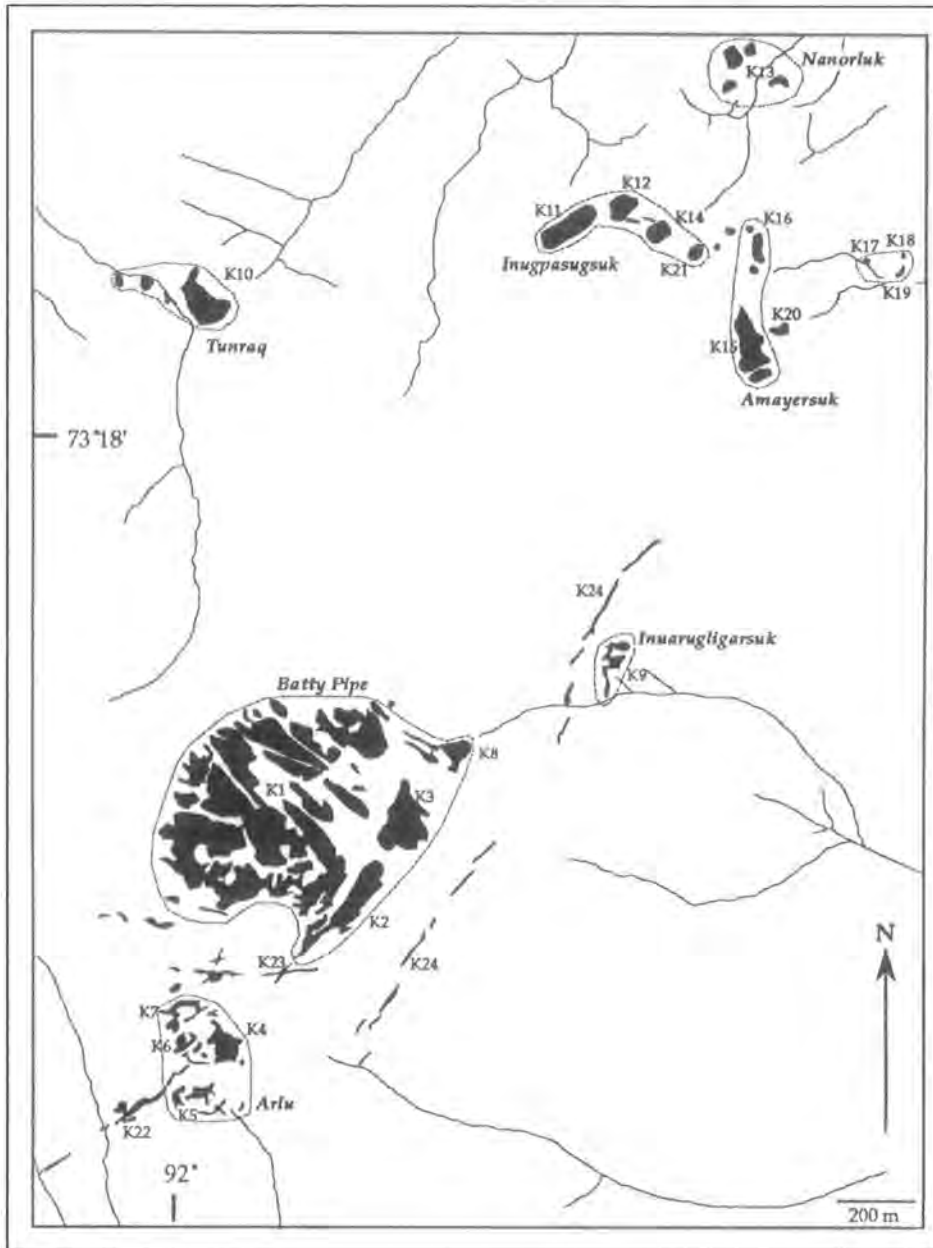 Nanorluk
K13
K12
K11
K14
K16
K17
K18
Inugpasugsuk
K21
K19
K10
K20
Tunraq
K15
Amayersuk
73°18'
K24
Inuarugligarsuk
K9
Batty Pipe
K8
K1
K3
K2
N
K23
K24
K7
K4
K6
K5
Arlu
K22
92°
200 m